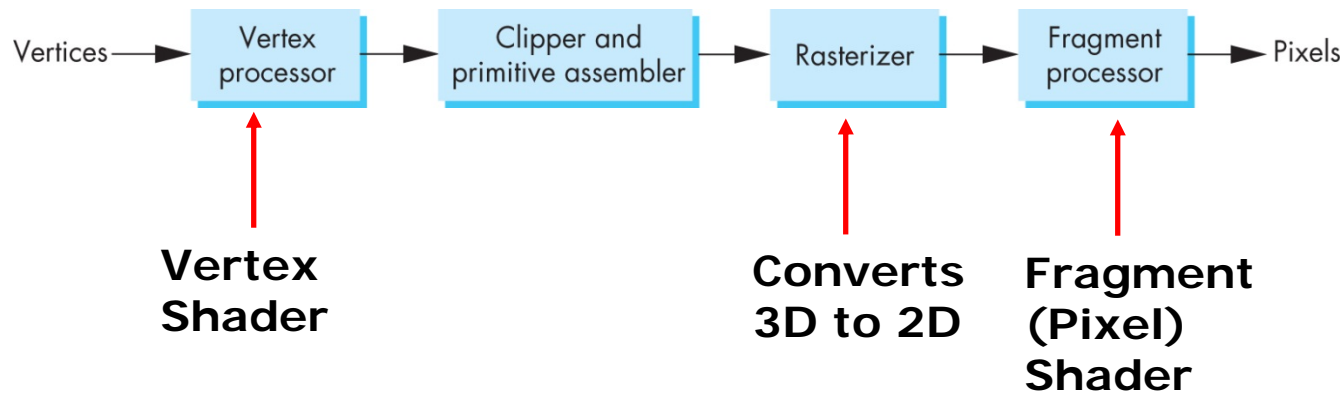 Vertices
Vertex
processor
Clipper and
primitive assembler
Rasterizer
Fragment
processor
Pixels
Vertex
Shader
Converts
3D to 2D
Fragment
(Pixel)
Shader